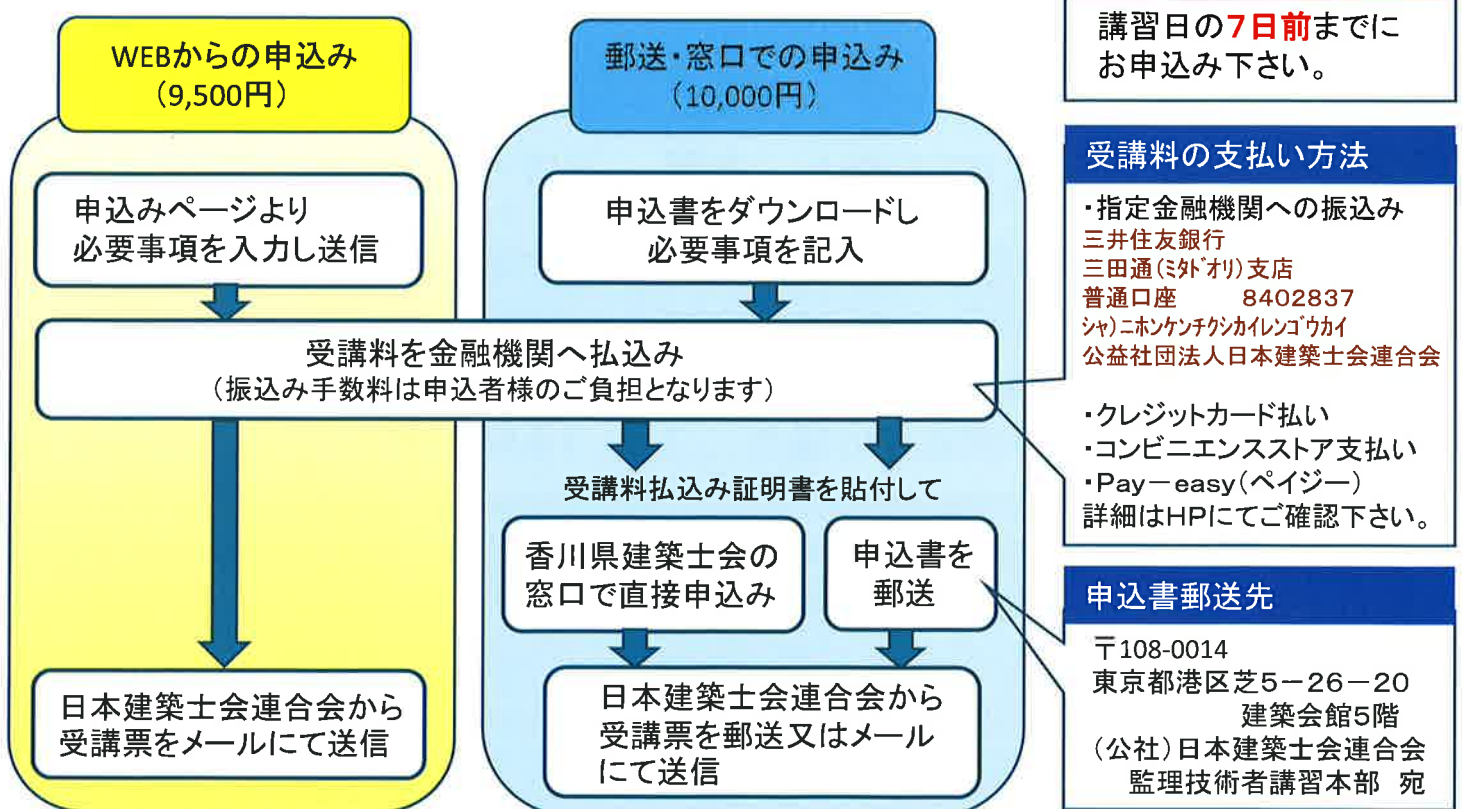 WEBからの申込み
（9,500円）
申込みページより
必要事項を入力し送信
郵送・窓口での申込み
（10,000円）
申込書をダウンロードし
必要事項を記入
受講料を金融機関へ払込み
（振込み手数料は申込者様のご負担となります）
受講料払込み証明書を貼付して
香川県建築士会の
窓口で直接申込み
申込書を
郵送
日本建築士会連合会から
受講票をメールにて送信
日本建築士会連合会から
受講票を郵送又はメール
にて送信
講習日の7日前までに
お申込み下さい。
受講料の支払い方法
・指定金融機関への振込み
三井住友銀行
三田通（ﾐﾀﾄﾞｵﾘ）支店
普通口座　　8402837
ｼｬ）ﾆﾎﾝｹﾝﾁｸｼｶｲﾚﾝｺﾞｳｶｲ
公益社団法人日本建築士会連合会
・クレジットカード払い
・コンビニエンスストア支払い
・Pay－easy（ペイジー）
詳細はHPにてご確認下さい。
申込書郵送先
〒108-0014
東京都港区芝5－26－20
建築会館5階
（公社）日本建築士会連合会
監理技術者講習本部　宛